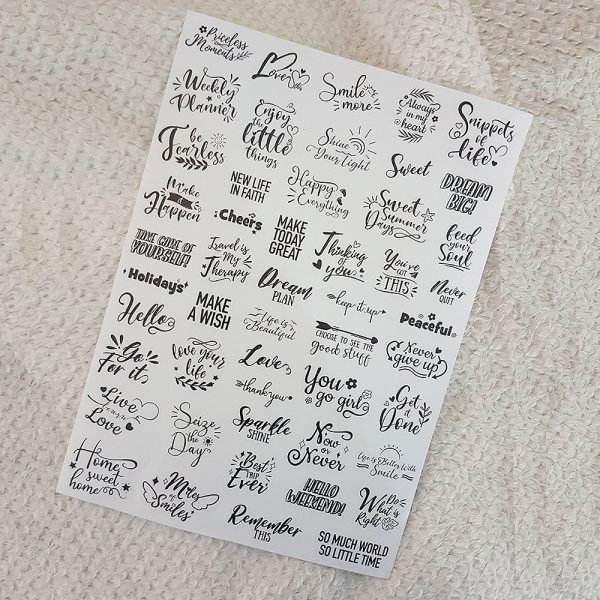 Priceless
Moments
Love
Smile
more
Always
in my
heart
Snippets
of
life
Weekly
Planner
Enjoy
the
little
things
Shine
Your Light
Sweet
DREAM
BIG!
be
Fearless
NEW LIFE
IN FAITH
Happy
Everything
Sweet
Summer
Days
feed
your
Soul
Make
it
Happen
Cheers
MAKE
TODAY
GREAT
Thinking
of
you
You've
GOT
THIS
Never
QUIT
TAKE CARE OF
YOURSELF!
Travel is
My
Therapy
Dream
PLAN
keep it up
Peaceful
Holidays
MAKE
A WISH
Life is
Beautiful
CHOOSE TO SEE THE
good stuff
Never
give up
Hello
love your
life
Love
You
go girl
Get
it
Done
Go
For it
thank you
Live
Learn
Love
Seize
the
Day
Sparkle
SHINE
Now
or
Never
Life is Better With
Smile
Home
sweet
home
Miles
of
Smiles
Best
TRIP
Ever
HELLO
WEEKEND!
Do
What is
Right
Remember
THIS
SO MUCH WORLD
SO LITTLE TIME